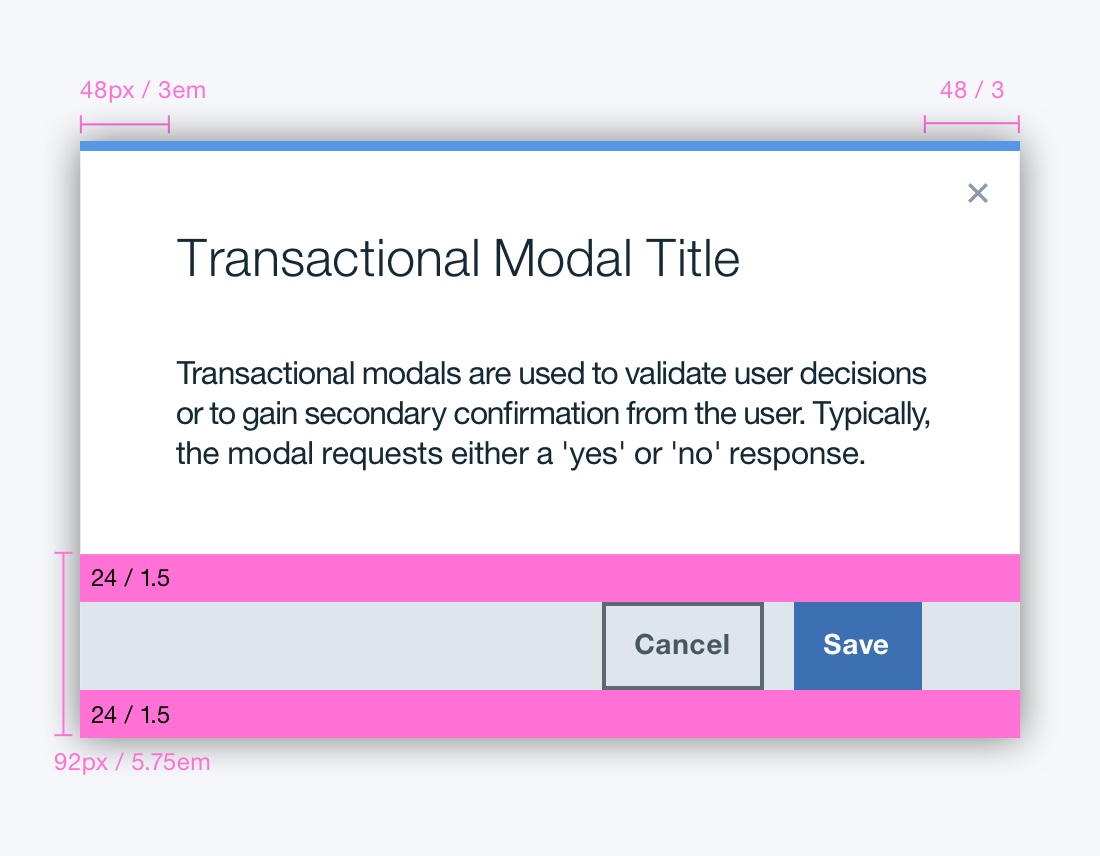 48px / 3em
48 / 3
Transactional Modal Title
Transactional modals are used to validate user decisions
or to gain secondary confirmation from the user. Typically,
the modal requests either a 'yes' or 'no' response.
24 / 1.5
Cancel
Save
24 / 1.5
92px / 5.75em